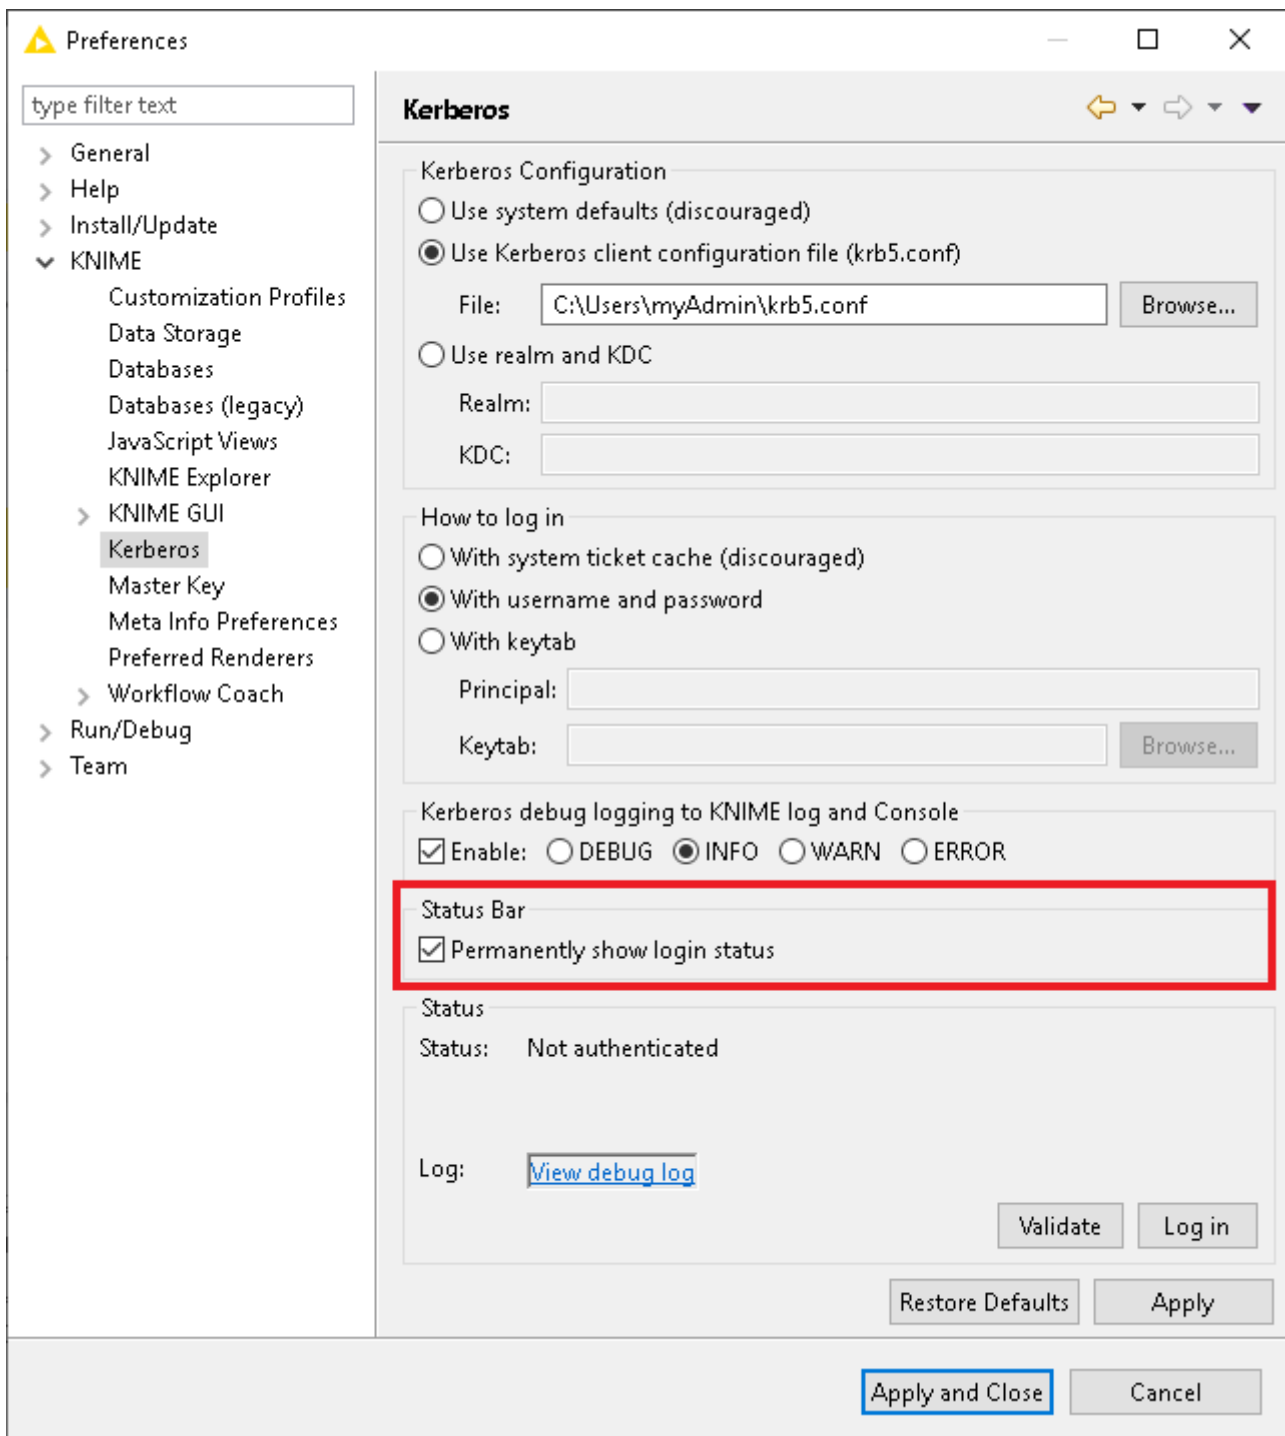 Preferences
type filter text
General
Help
Install/Update
KNIME
Customization Profiles
Data Storage
Databases
Databases (legacy)
JavaScript Views
KNIME Explorer
KNIME GUI
Kerberos
Master Key
Meta Info Preferences
Preferred Renderers
Workflow Coach
Run/Debug
Team
Kerberos
Kerberos Configuration
Use system defaults (discouraged)
Use Kerberos client configuration file (krb5.conf)
File: C:\Users\myAdmin\krb5.conf Browse...
Use realm and KDC
Realm:
KDC:
How to log in
With system ticket cache (discouraged)
With username and password
With keytab
Principal:
Keytab: Browse...
Kerberos debug logging to KNIME log and Console
Enable: DEBUG INFO WARN ERROR
Status Bar
Permanently show login status
Status
Status: Not authenticated
Log: View debug log
Validate Log in
Restore Defaults Apply
Apply and Close Cancel